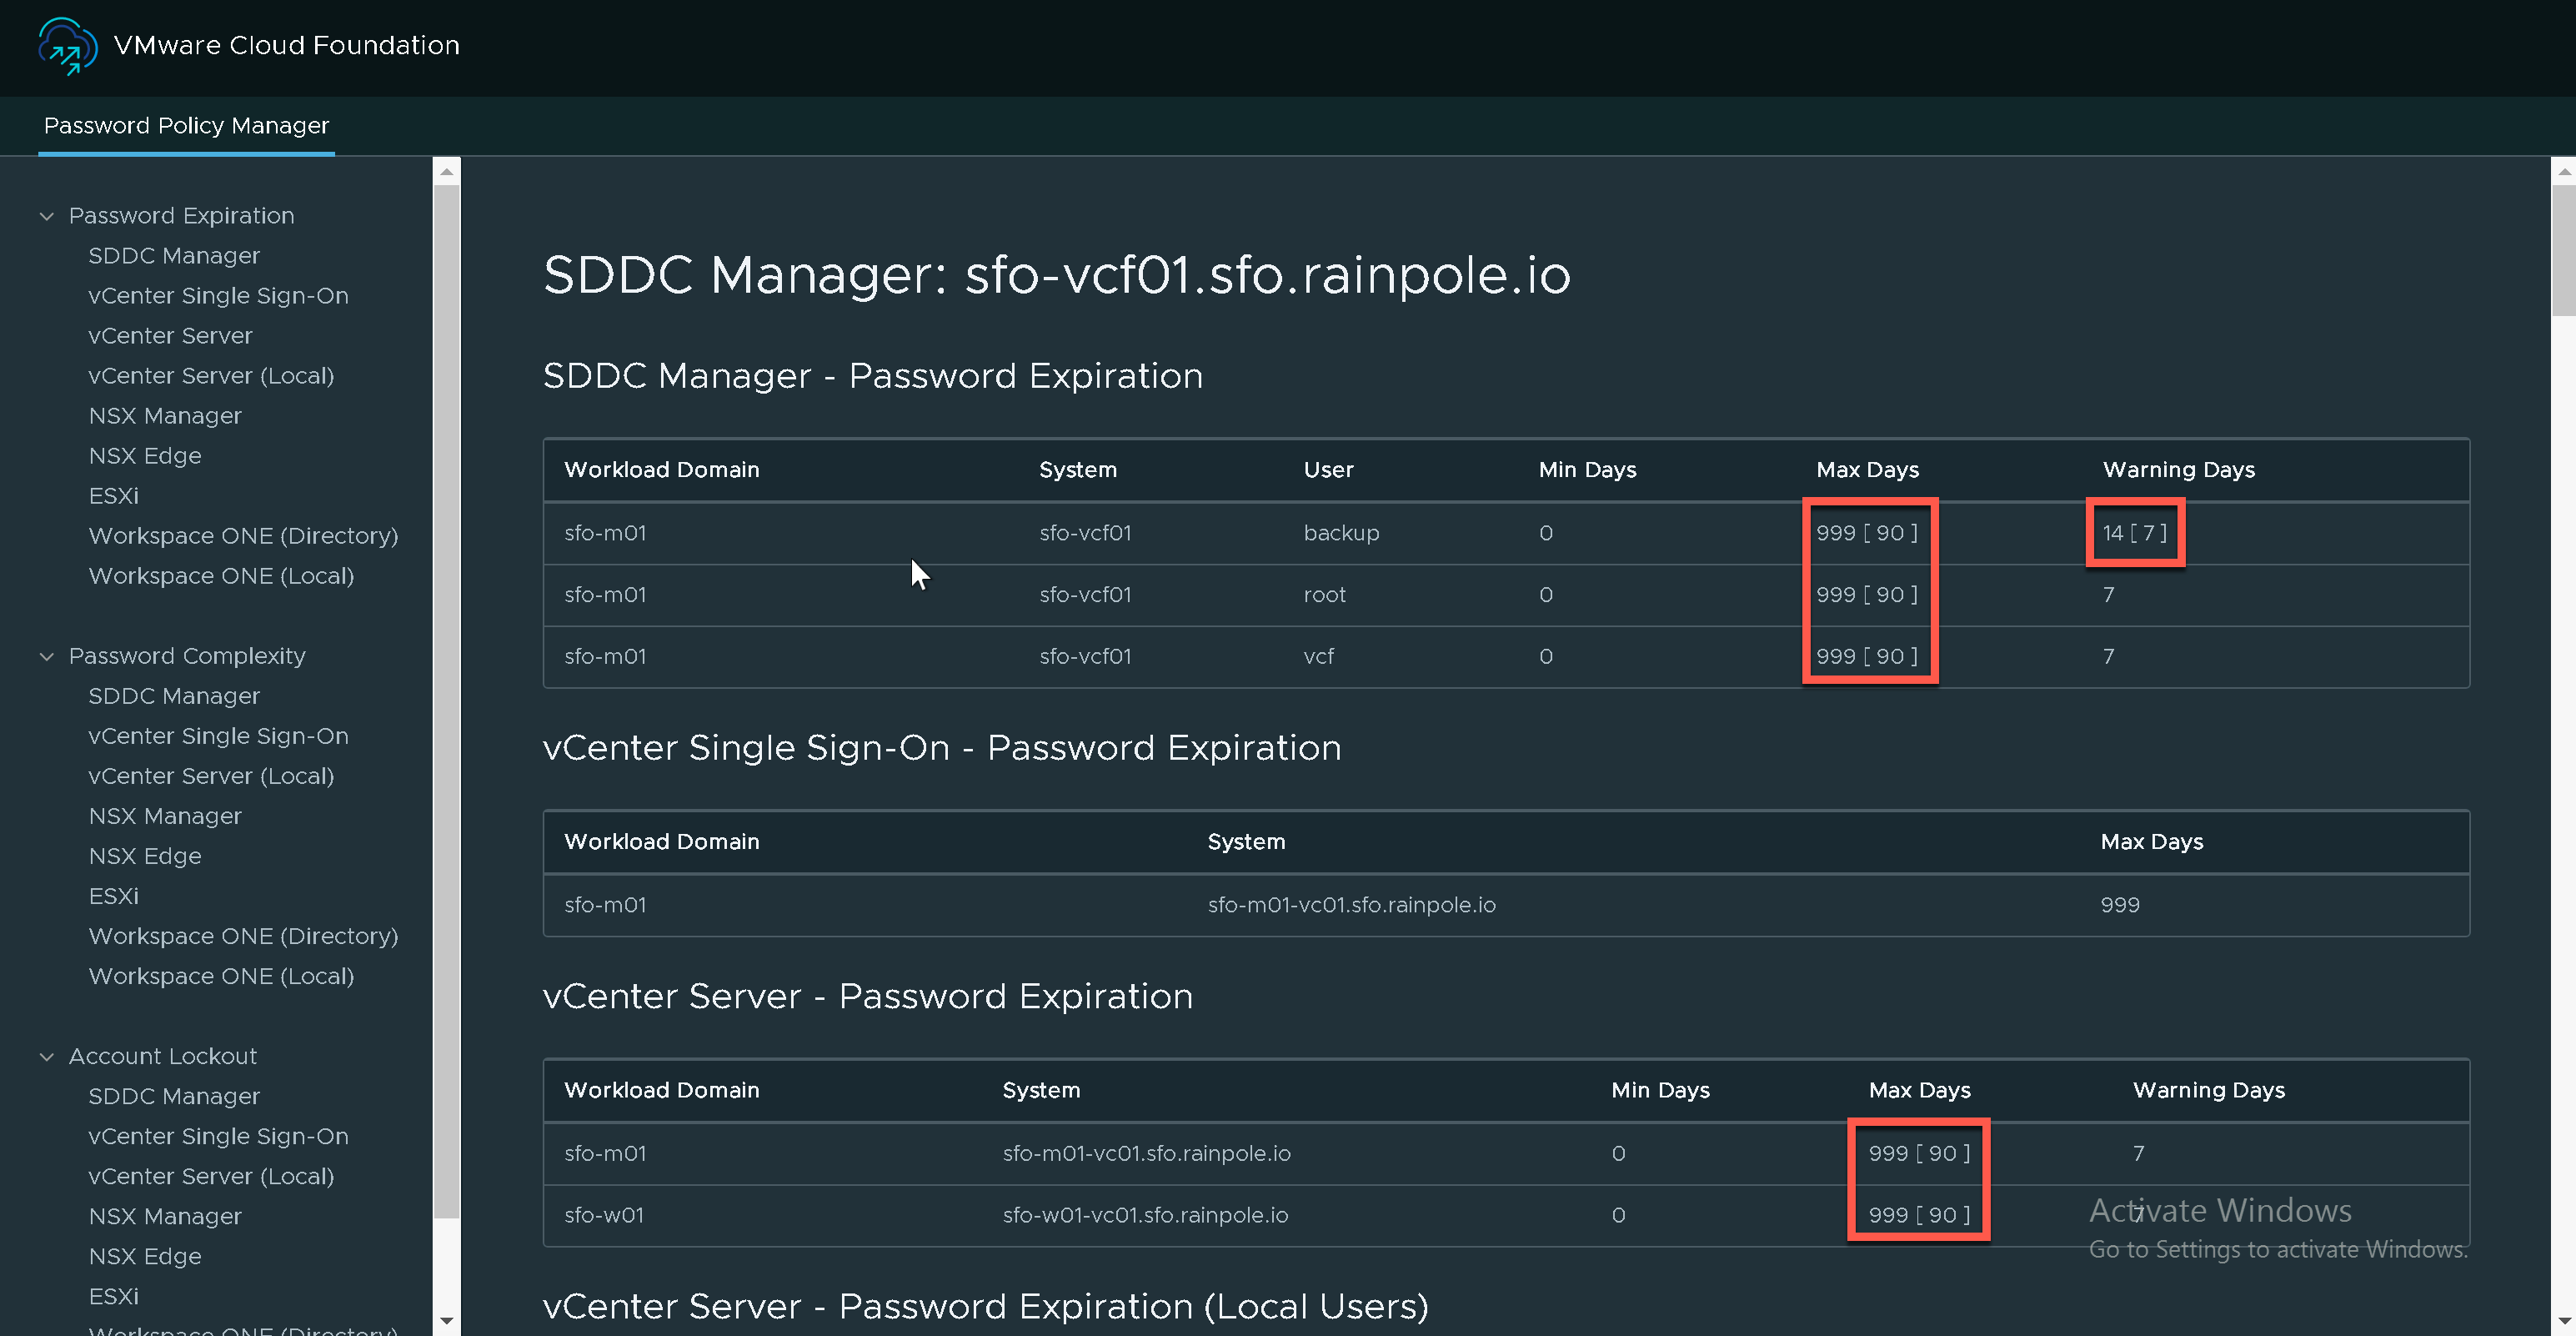 VMware Cloud Foundation
Password Policy Manager
Password Expiration
SDDC Manager
vCenter Single Sign-On
vCenter Server
vCenter Server (Local)
NSX Manager
NSX Edge
ESXi
Workspace ONE (Directory)
Workspace ONE (Local)
Password Complexity
SDDC Manager
vCenter Single Sign-On
vCenter Server (Local)
NSX Manager
NSX Edge
ESXi
Workspace ONE (Directory)
Workspace ONE (Local)
Account Lockout
SDDC Manager
vCenter Single Sign-On
vCenter Server (Local)
NSX Manager
NSX Edge
ESXi
Workspace ONE (Directory)
SDDC Manager: sfo-vcf01.sfo.rainpole.io
SDDC Manager - Password Expiration
Workload Domain System User Min Days Max Days Warning Days
sfo-m01 sfo-vcf01 backup 0 999 [ 90 ] 14 [ 7 ]
sfo-m01 sfo-vcf01 root 0 999 [ 90 ] 7
sfo-m01 sfo-vcf01 vcf 0 999 [ 90 ] 7
vCenter Single Sign-On - Password Expiration
Workload Domain System Max Days
sfo-m01 sfo-m01-vc01.sfo.rainpole.io 999
vCenter Server - Password Expiration
Workload Domain System Min Days Max Days Warning Days
sfo-m01 sfo-m01-vc01.sfo.rainpole.io 0 999 [ 90 ] 7
sfo-w01 sfo-w01-vc01.sfo.rainpole.io 0 999 [ 90 ] 7
Activate Windows
Go to Settings to activate Windows.
vCenter Server - Password Expiration (Local Users)